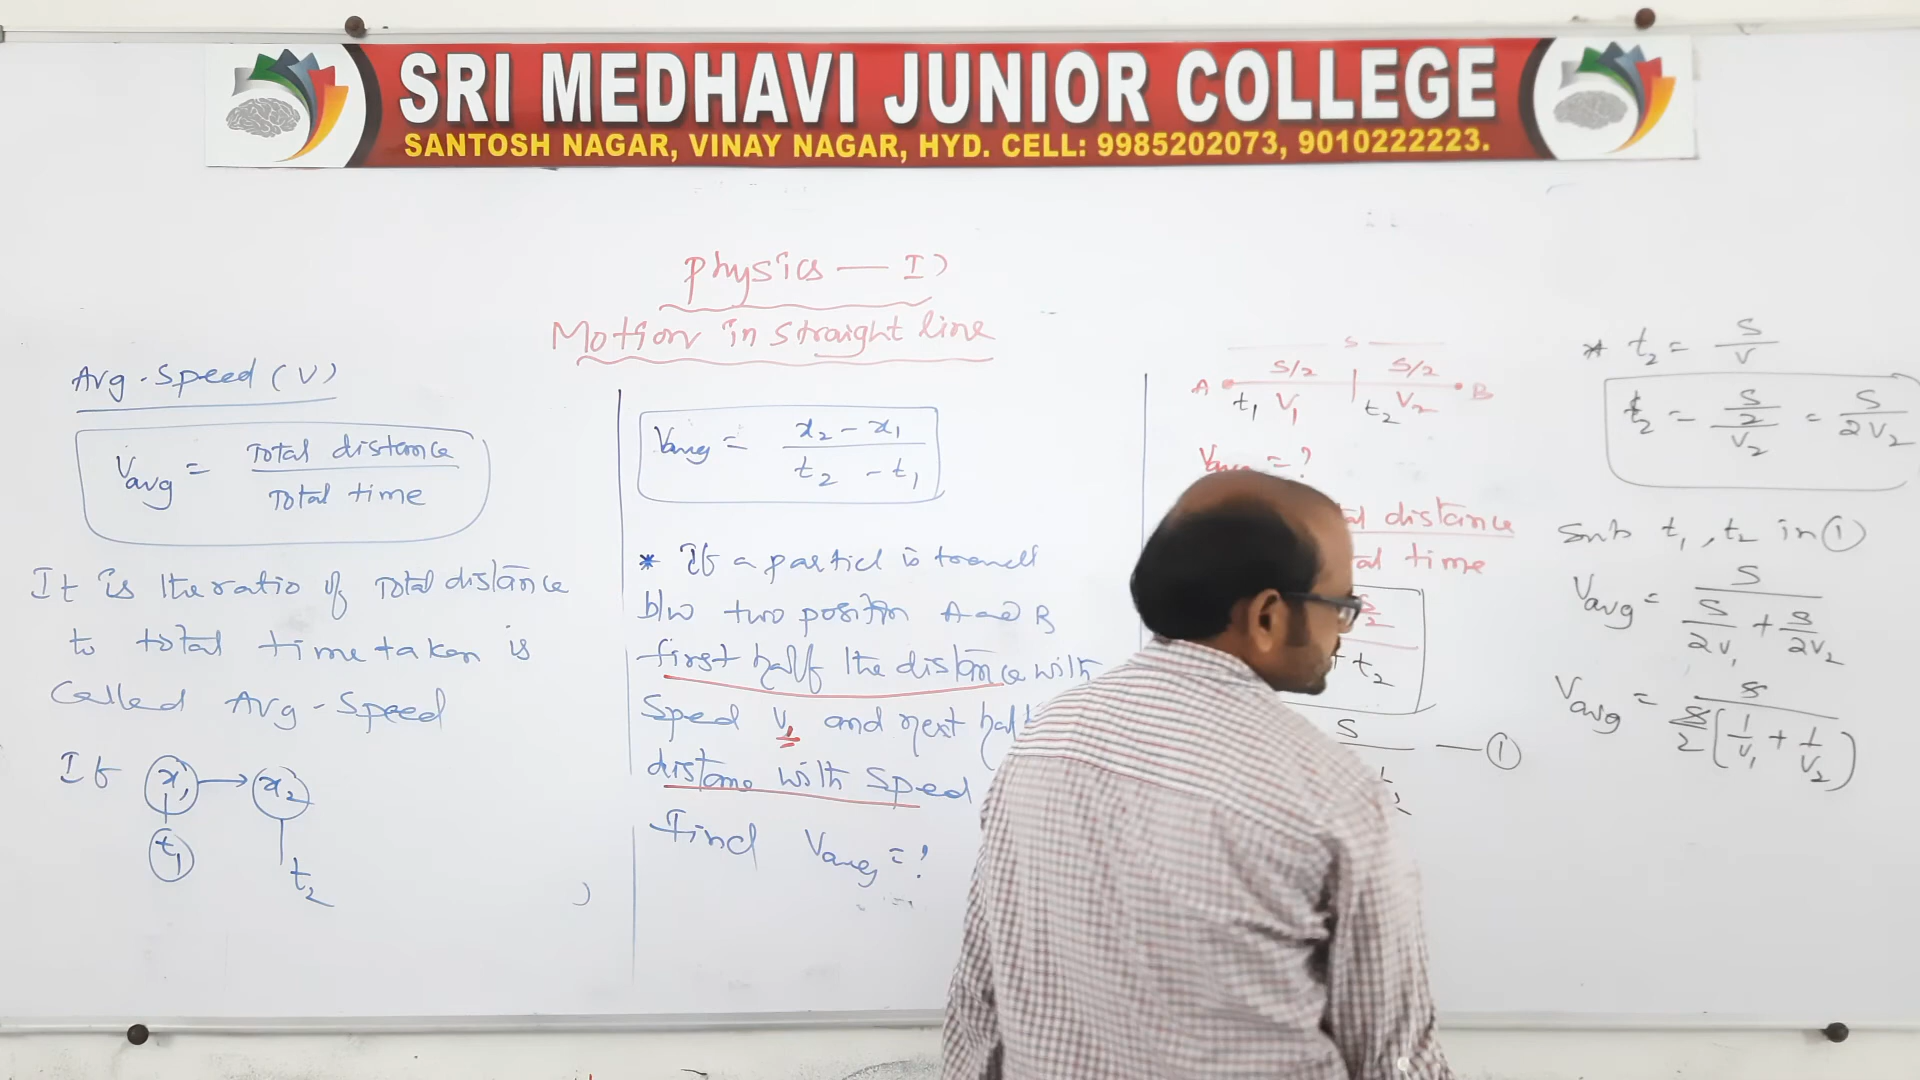 SRI MEDHAVI JUNIOR COLLEGE
SANTOSH NAGAR, VINAY NAGAR, HYD. CELL: 9985202073, 9010222223.
Physics — I)
Motion in straight line
Avg-Speed (V)
Vavg = Total distance / Total time
It is the ratio of Total distance
to total time taken is
Called Avg-Speed
If x₁ → x₂
t₁
t₂
Vavg = x₂ - x₁ / t₂ - t₁
* If a particl is travell
b/w two position A and B
first half the distance with
Speed V₁ and next half
distance with Speed
Find Vavg = ?
S
S/2 S/2
A B
t₁ V₁ t₂ V₂
= ?
distance
time
+ t₂
S — ①
* t₂ = S / V
t₂ = S/2 / V₂ = S / 2V₂
Sub t₁, t₂ in ①
Vavg = S / S/2V₁ + S/2V₂
Vavg = S / S/2 (1/V₁ + 1/V₂)